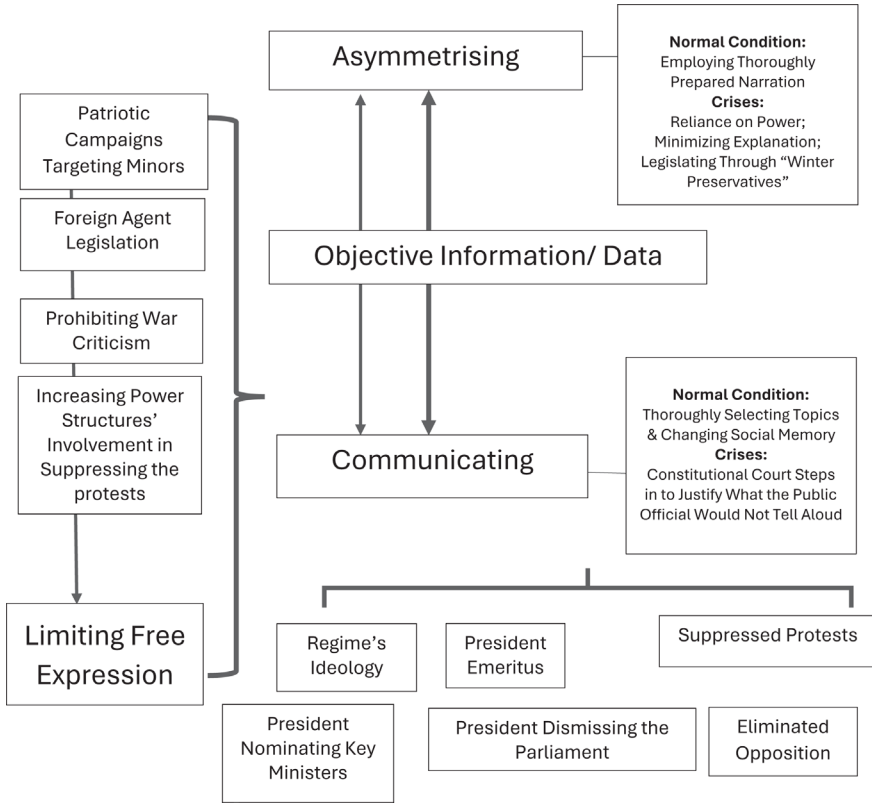 Asymmetrising
Normal Condition:
Employing Thoroughly
Prepared Narration
Crises:
Reliance on Power;
Minimizing Explanation;
Legislating Through “Winter
Preservatives”
Patriotic
Campaigns
Targeting Minors
Foreign Agent
Legislation
Prohibiting War
Criticism
Increasing Power
Structures’
Involvement in
Suppressing the
protests
Limiting Free
Expression
Objective Information/ Data
Communicating
Normal Condition:
Thoroughly Selecting Topics
& Changing Social Memory
Crises:
Constitutional Court Steps
in to Justify What the Public
Official Would Not Tell Aloud
Regime’s
Ideology
President
Emeritus
Suppressed Protests
President
Nominating Key
Ministers
President Dismissing the
Parliament
Eliminated
Opposition